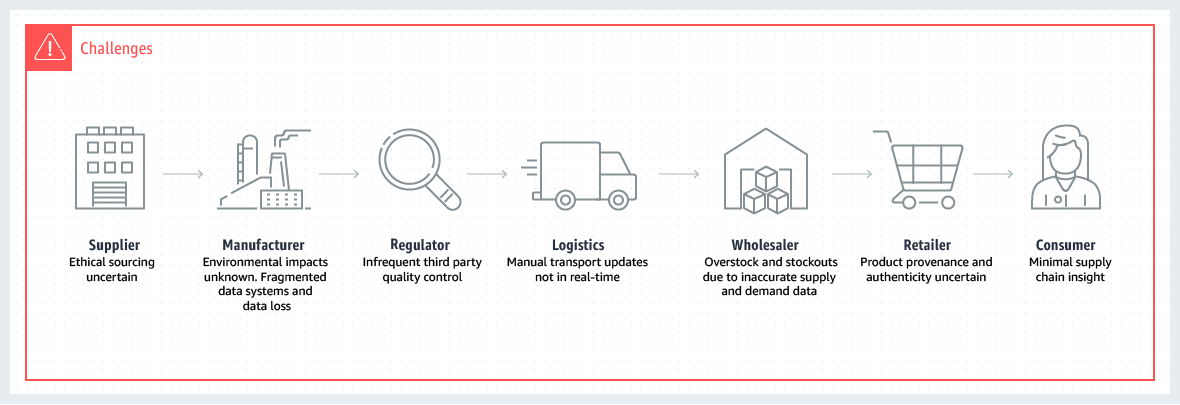 Challenges
Supplier
Ethical sourcing
uncertain
Manufacturer
Environmental impacts
unknown. Fragmented
data systems and
data loss
Regulator
Infrequent third party
quality control
Logistics
Manual transport updates
not in real-time
Wholesaler
Overstock and stockouts
due to inaccurate supply
and demand data
Retailer
Product provenance and
authenticity uncertain
Consumer
Minimal supply
chain insight